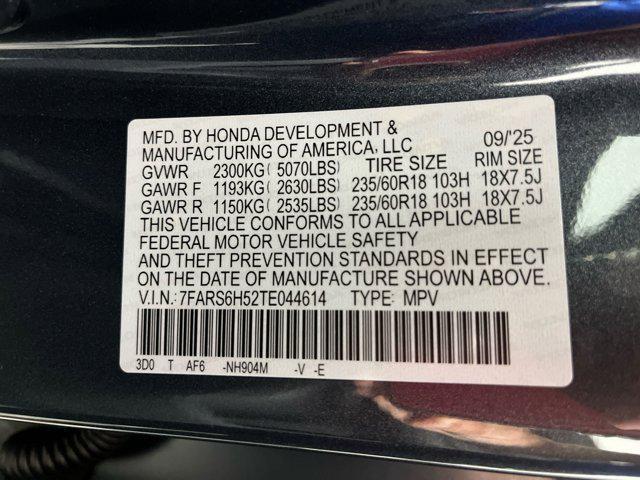 MFD. BY HONDA DEVELOPMENT &
MANUFACTURING OF AMERICA, LLC 09/'25
GVWR 2300KG( 5070LBS) TIRE SIZE RIM SIZE
GAWR F 1193KG( 2630LBS) 235/60R18 103H 18X7.5J
GAWR R 1150KG( 2535LBS) 235/60R18 103H 18X7.5J
THIS VEHICLE CONFORMS TO ALL APPLICABLE
FEDERAL MOTOR VEHICLE SAFETY
AND THEFT PREVENTION STANDARDS IN EFFECT
ON THE DATE OF MANUFACTURE SHOWN ABOVE.
V.I.N.: 7FARS6H52TE044614 TYPE: MPV
3D0 T AF6 -NH904M -V -E